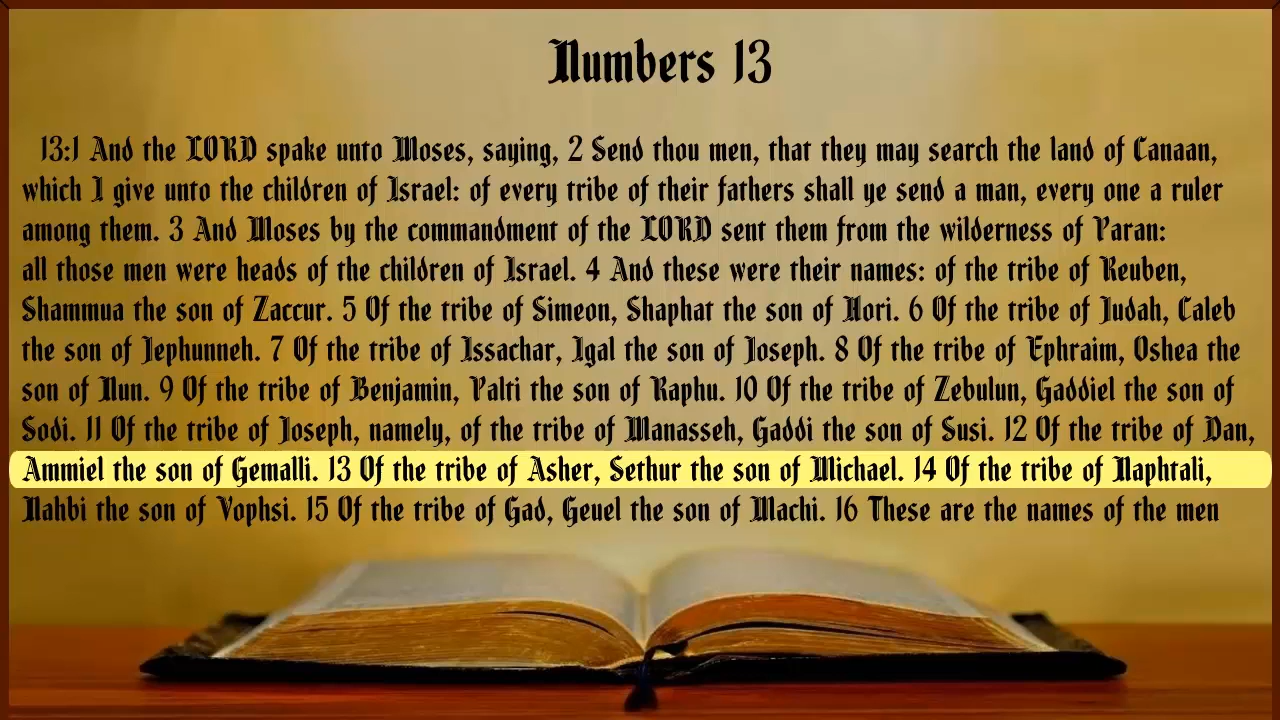 Numbers 13
13:1 And the LORD spake unto Moses, saying, 2 Send thou men, that they may search the land of Canaan,
which I give unto the children of Israel: of every tribe of their fathers shall ye send a man, every one a ruler
among them. 3 And Moses by the commandment of the LORD sent them from the wilderness of Paran:
all those men were heads of the children of Israel. 4 And these were their names: of the tribe of Reuben,
Shammua the son of Zaccur. 5 Of the tribe of Simeon, Shaphat the son of Hori. 6 Of the tribe of Judah, Caleb
the son of Jephunneh. 7 Of the tribe of Issachar, Igal the son of Joseph. 8 Of the tribe of Ephraim, Oshea the
son of Nun. 9 Of the tribe of Benjamin, Palti the son of Raphu. 10 Of the tribe of Zebulun, Gaddiel the son of
Sodi. 11 Of the tribe of Joseph, namely, of the tribe of Manasseh, Gaddi the son of Susi. 12 Of the tribe of Dan,
Ammiel the son of Gemalli. 13 Of the tribe of Asher, Sethur the son of Michael. 14 Of the tribe of Naphtali,
Nahbi the son of Vophsi. 15 Of the tribe of Gad, Geuel the son of Machi. 16 These are the names of the men